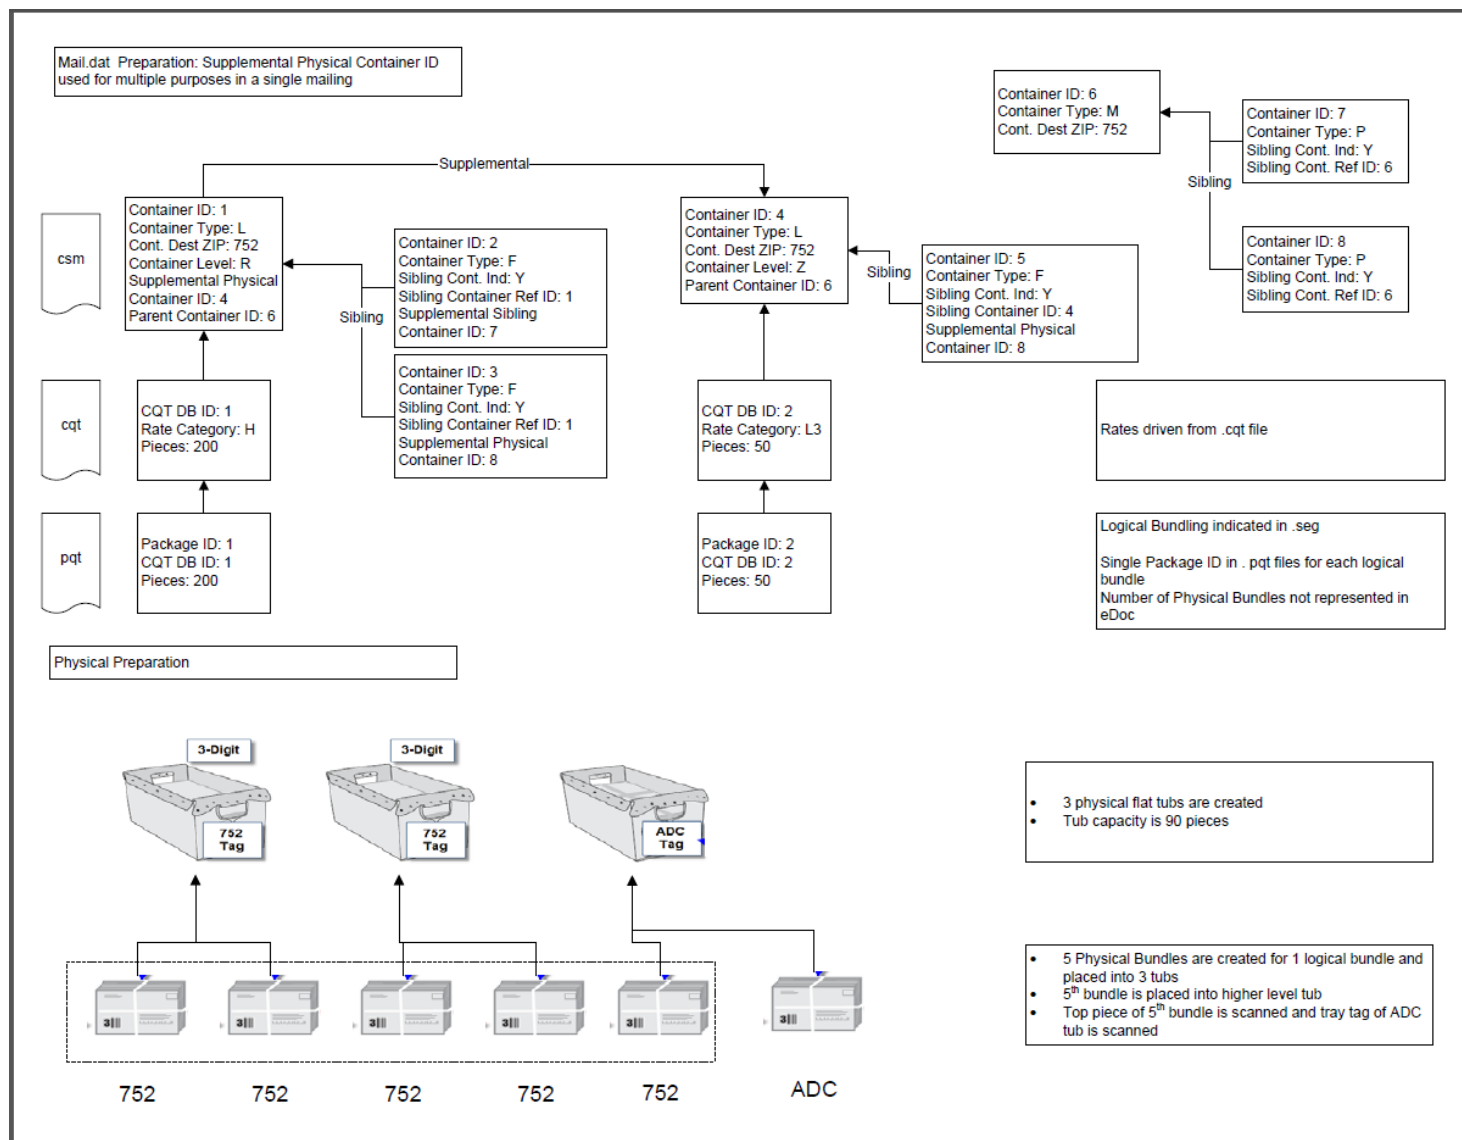 Mail.dat  Preparation: Supplemental Physical Container ID
used for multiple purposes in a single mailing
Container ID: 6
Container Type: M
Cont. Dest ZIP: 752
Container ID: 7
Container Type: P
Sibling Cont. Ind: Y
Sibling Cont. Ref ID: 6
Sibling
Container ID: 8
Container Type: P
Sibling Cont. Ind: Y
Sibling Cont. Ref ID: 6
Supplemental
csm
Container ID: 1
Container Type: L
Cont. Dest ZIP: 752
Container Level: R
Supplemental Physical
Container ID: 4
Parent Container ID: 6
Sibling
Container ID: 2
Container Type: F
Sibling Cont. Ind: Y
Sibling Container Ref ID: 1
Supplemental Sibling
Container ID: 7
Container ID: 3
Container Type: F
Sibling Cont. Ind: Y
Sibling Container Ref ID: 1
Supplemental Physical
Container ID: 8
Container ID: 4
Container Type: L
Cont. Dest ZIP: 752
Container Level: Z
Parent Container ID: 6
Sibling
Container ID: 5
Container Type: F
Sibling Cont. Ind: Y
Sibling Container ID: 4
Supplemental Physical
Container ID: 8
cqt
CQT DB ID: 1
Rate Category: H
Pieces: 200
CQT DB ID: 2
Rate Category: L3
Pieces: 50
Rates driven from .cqt file
pqt
Package ID: 1
CQT DB ID: 1
Pieces: 200
Package ID: 2
CQT DB ID: 2
Pieces: 50
Logical Bundling indicated in .seg
Single Package ID in . pqt files for each logical
bundle
Number of Physical Bundles not represented in
eDoc
Physical Preparation
3-Digit
752
Tag
3-Digit
752
Tag
ADC
Tag
• 3 physical flat tubs are created
• Tub capacity is 90 pieces
3
3
3
3
3
3
• 5 Physical Bundles are created for 1 logical bundle and
placed into 3 tubs
• 5th bundle is placed into higher level tub
• Top piece of 5th bundle is scanned and tray tag of ADC
tub is scanned
752
752
752
752
752
ADC